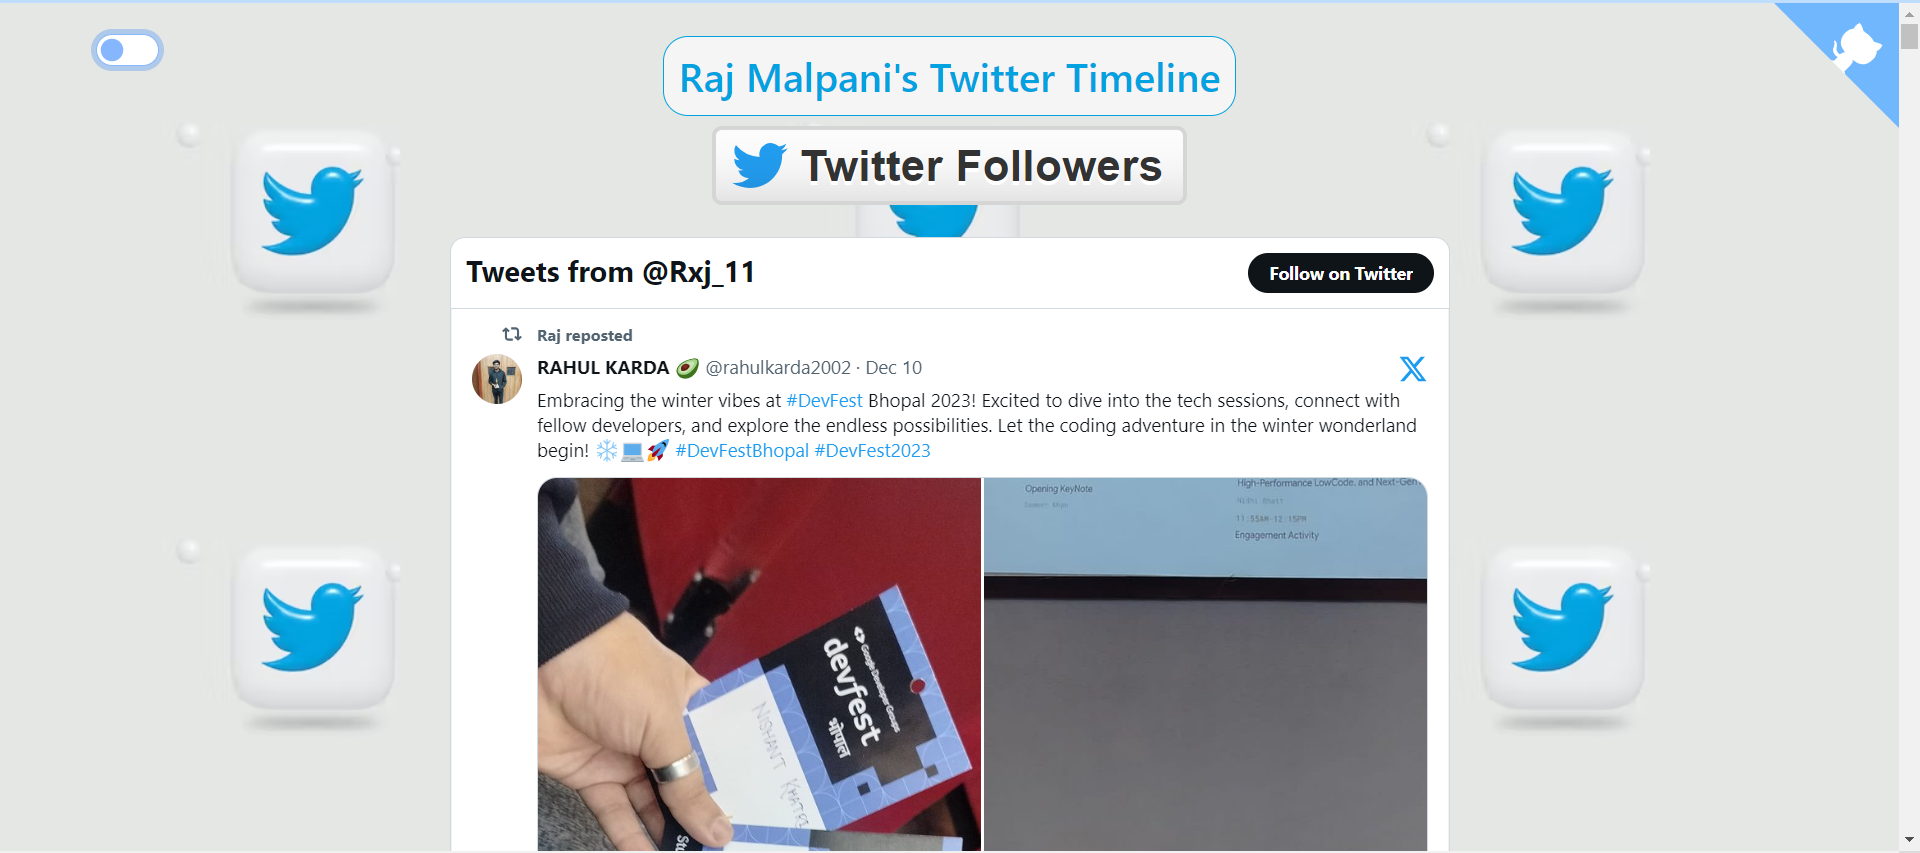 Raj Malpani's Twitter Timeline
Twitter Followers
Tweets from @Rxj_11
Follow on Twitter
Raj reposted
RAHUL KARDA 🥑 @rahulkarda2002 · Dec 10
Embracing the winter vibes at #DevFest Bhopal 2023! Excited to dive into the tech sessions, connect with
fellow developers, and explore the endless possibilities. Let the coding adventure in the winter wonderland
begin! ❄️💻🚀 #DevFestBhopal #DevFest2023
Google Developer Groups
devfest
भोपाल
NISHANT KHATRI
Opening KeyNote
High-Performance LowCode, and Next-Gen
Nidhi Bhatt
11:55AM-12:15PM
Engagement Activity